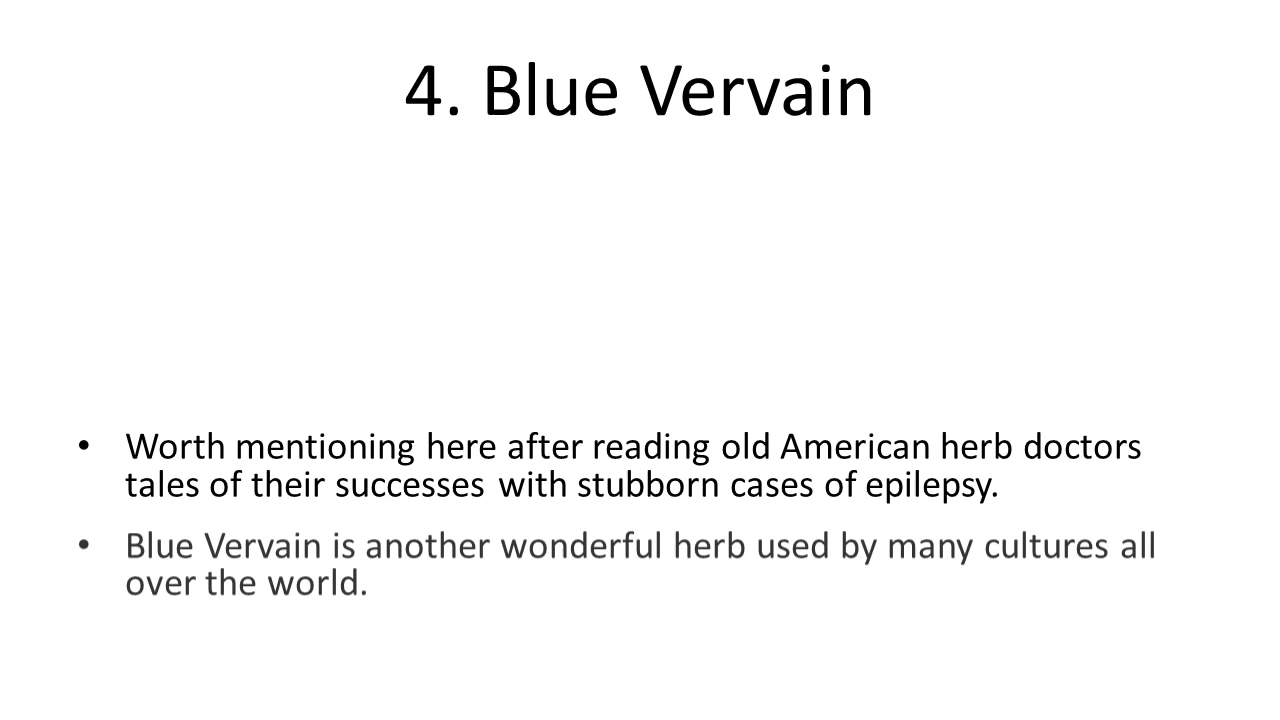 4. Blue Vervain
• Worth mentioning here after reading old American herb doctors
tales of their successes with stubborn cases of epilepsy.
• Blue Vervain is another wonderful herb used by many cultures all
over the world.